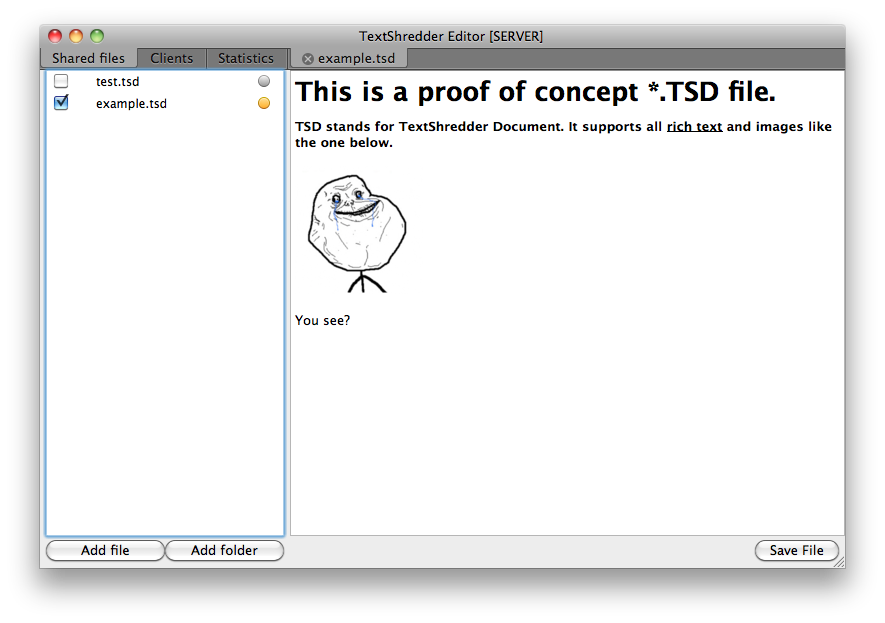 TextShredder Editor [SERVER]
Shared files
Clients
Statistics
example.tsd
test.tsd
example.tsd
This is a proof of concept *.TSD file.
TSD stands for TextShredder Document. It supports all rich text and images like
the one below.
You see?
Add file
Add folder
Save File